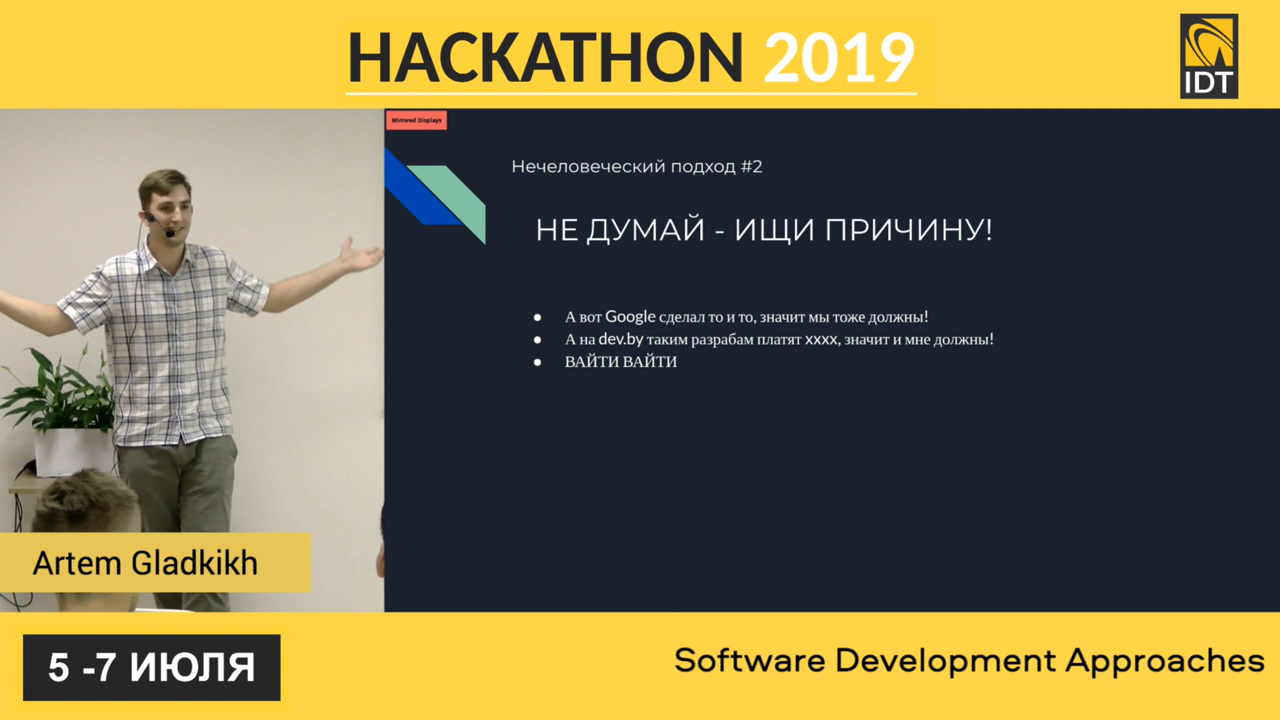 HACKATHON 2019
IDT
Mirrored Displays
Нечеловеческий подход #2
НЕ ДУМАЙ - ИЩИ ПРИЧИНУ!
● А вот Google сделал то и то, значит мы тоже должны!
● А на dev.by таким разрабам платят xxxx, значит и мне должны!
● ВАЙТИ ВАЙТИ
Artem Gladkikh
5 -7 ИЮЛЯ
Software Development Approaches